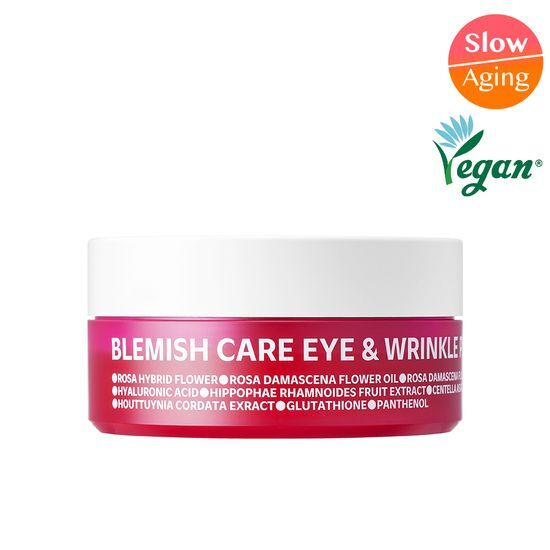 Slow
Aging
Vegan®
BLEMISH CARE EYE & WRINKLE
●ROSA HYBRID FLOWER●ROSA DAMASCENA FLOWER OIL●ROSA DAMASCENA
●HYALURONIC ACID●HIPPOPHAE RHAMNOIDES FRUIT EXTRACT●CENTELLA
●HOUTTUYNIA CORDATA EXTRACT●GLUTATHIONE●PANTHENOL